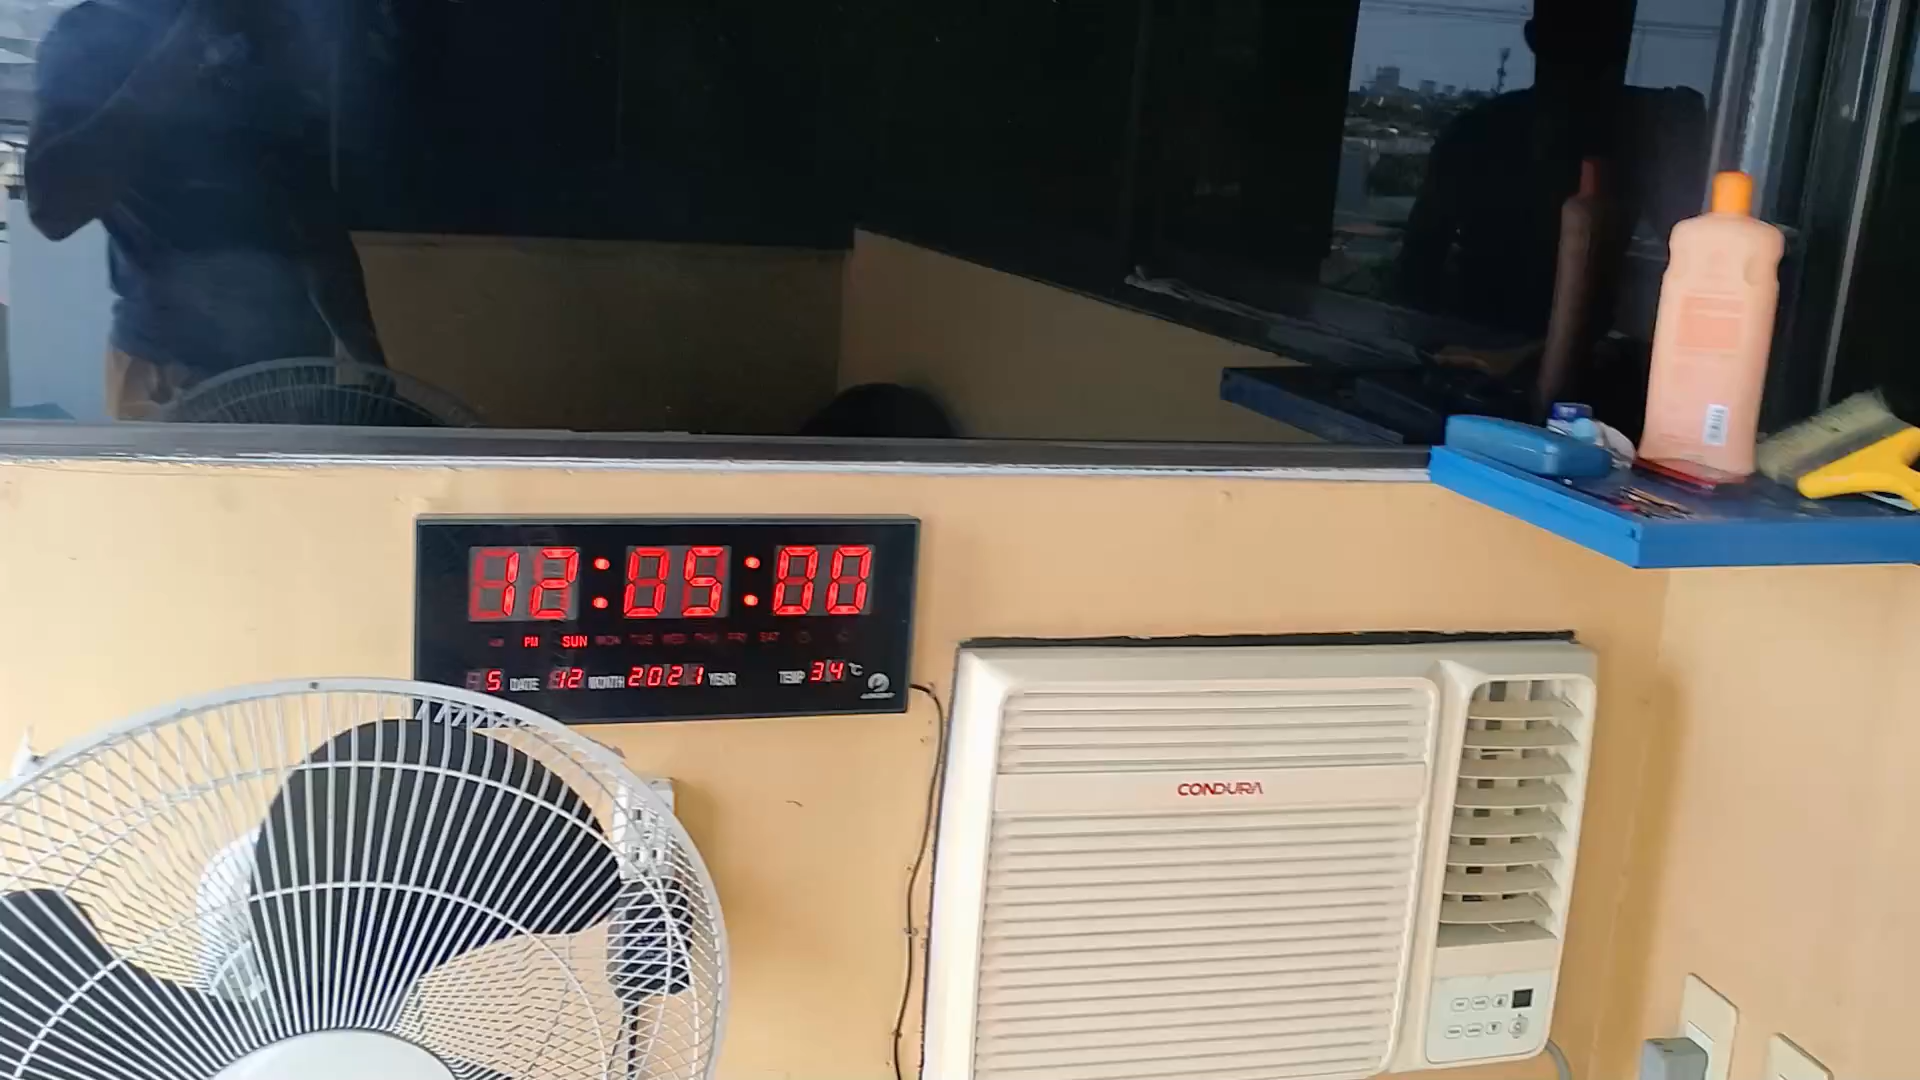 12:05:00
AM PM SUN MON TUE WED THU FRI SAT
5 DATE 12 MONTH 2021 YEAR TEMP 34 °C
CONDURA